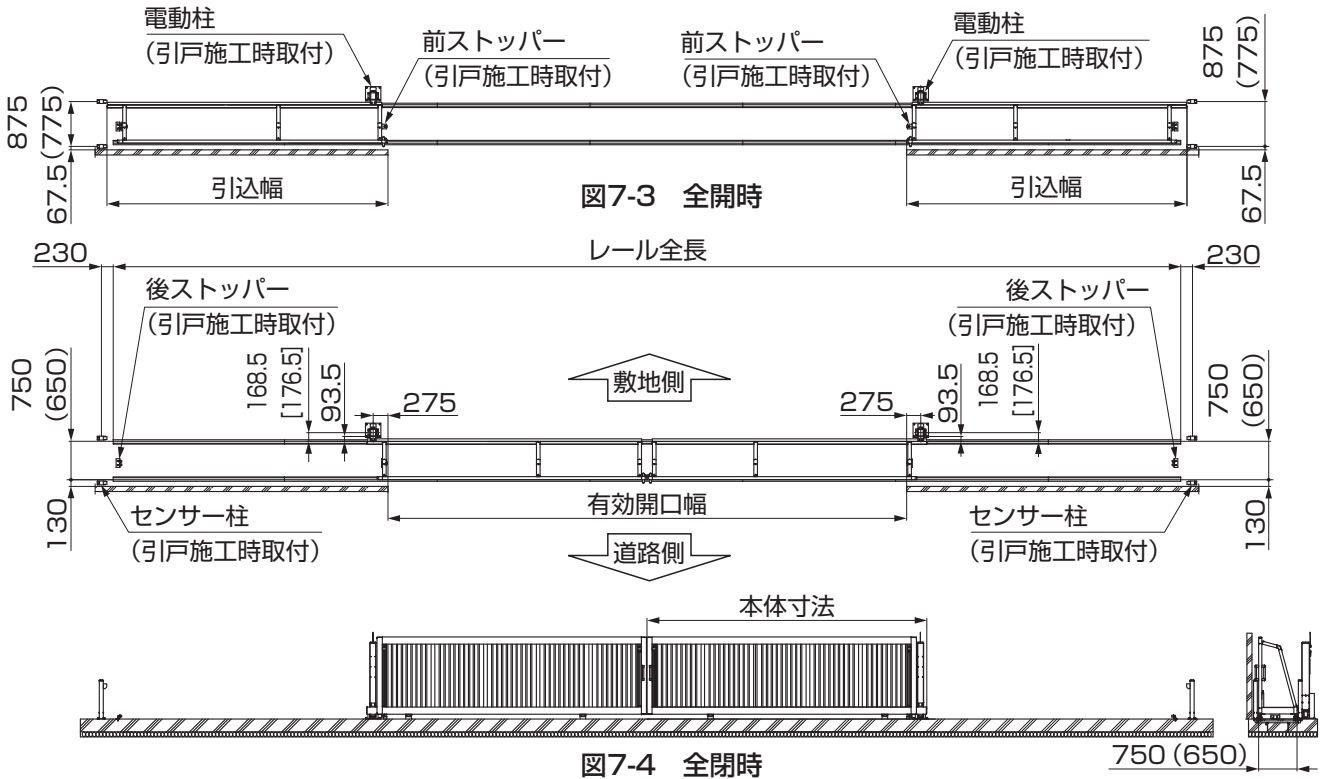 電動柱
(引戸施工時取付)
前ストッパー
(引戸施工時取付)
前ストッパー
(引戸施工時取付)
電動柱
(引戸施工時取付)
875
(775)
67.5
875
(775)
67.5
引込幅
引込幅
図7-3 全開時
230
レール全長
230
後ストッパー
(引戸施工時取付)
後ストッパー
(引戸施工時取付)
750
(650)
168.5
[176.5]
93.5
275
敷地側
275
93.5
168.5
[176.5]
750
(650)
130
センサー柱
(引戸施工時取付)
有効開口幅
センサー柱
(引戸施工時取付)
130
道路側
本体寸法
図7-4 全閉時
750 (650)